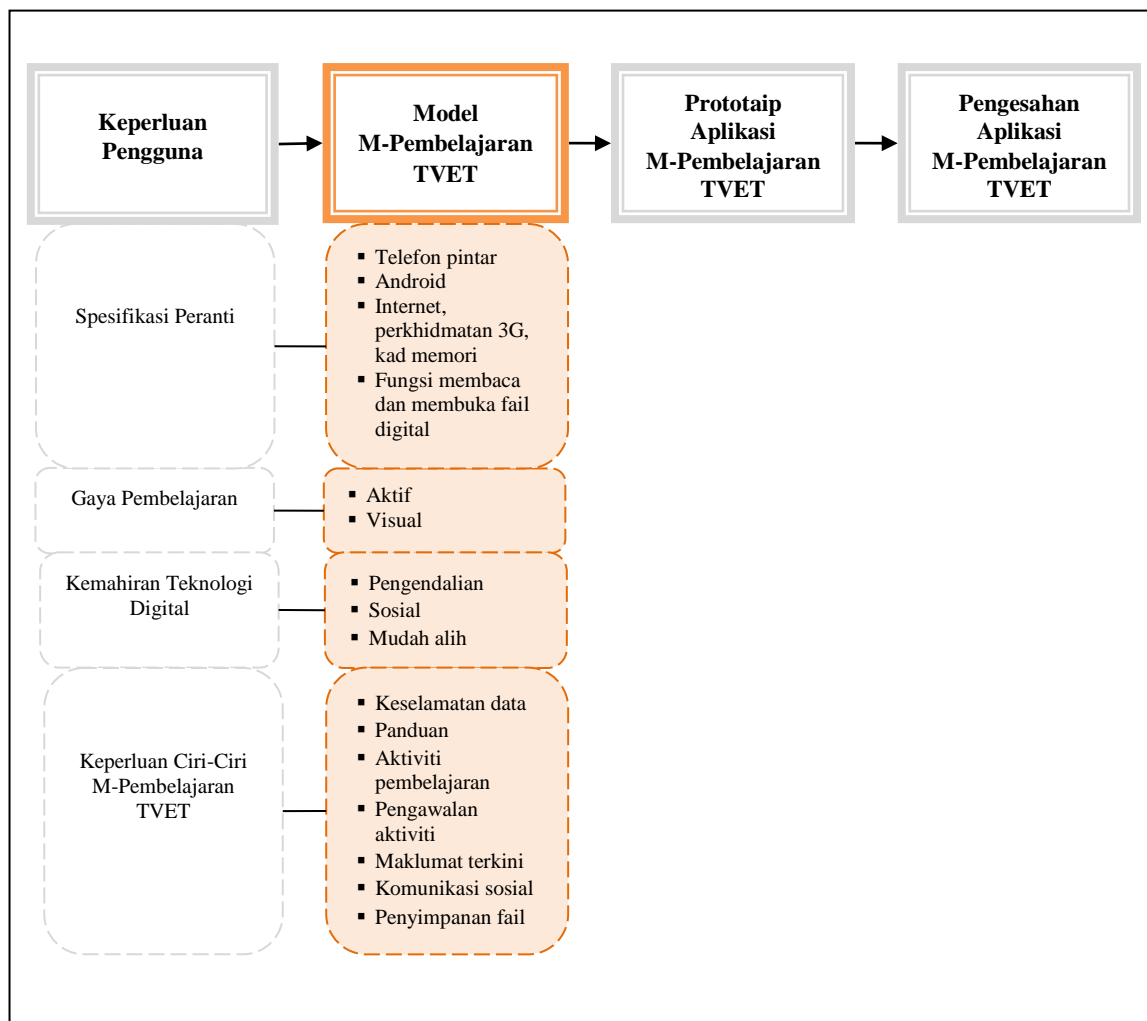 Keperluan
Pengguna
Model
M-Pembelajaran
TVET
Prototaip
Aplikasi
M-Pembelajaran
TVET
Pengesahan
Aplikasi
M-Pembelajaran
TVET
Spesifikasi Peranti
▪ Telefon pintar
▪ Android
▪ Internet,
perkhidmatan 3G,
kad memori
▪ Fungsi membaca
dan membuka fail
digital
Gaya Pembelajaran
▪ Aktif
▪ Visual
Kemahiran Teknologi
Digital
▪ Pengendalian
▪ Sosial
▪ Mudah alih
Keperluan Ciri-Ciri
M-Pembelajaran
TVET
▪ Keselamatan data
▪ Panduan
▪ Aktiviti
pembelajaran
▪ Pengawalan
aktiviti
▪ Maklumat terkini
▪ Komunikasi sosial
▪ Penyimpanan fail